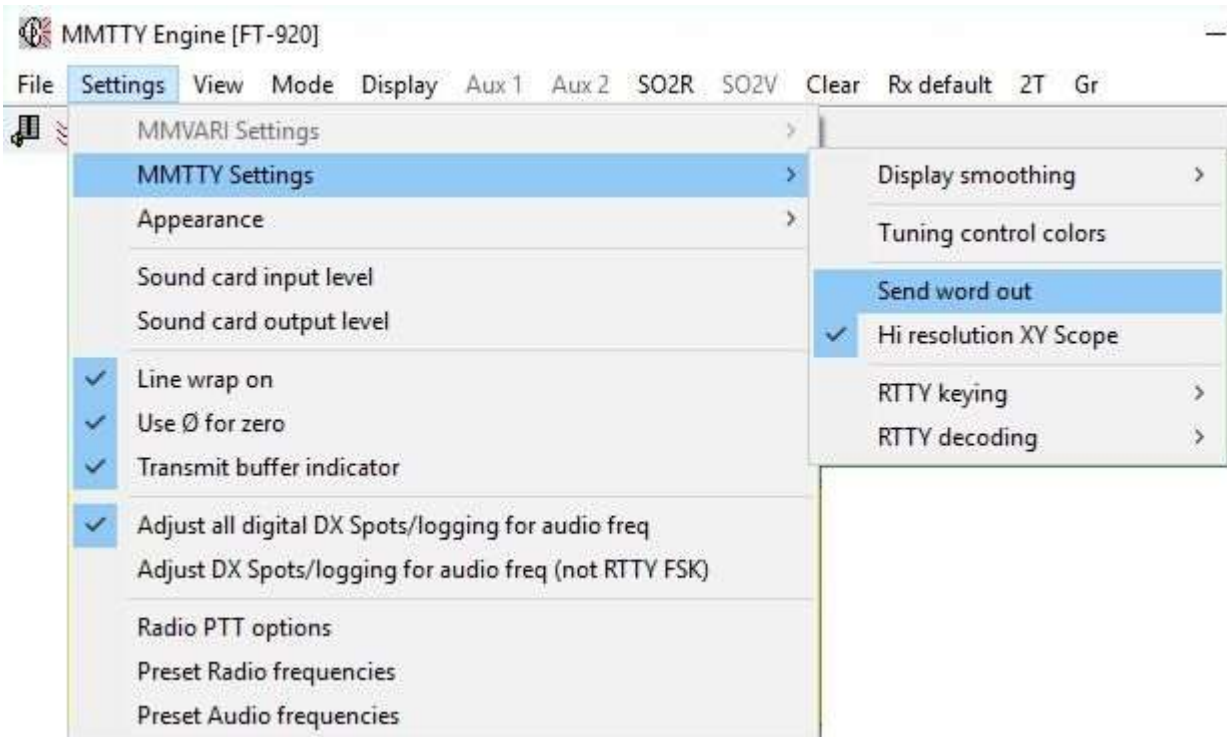 MMTTY Engine [FT-920]
File Settings View Mode Display Aux 1 Aux 2 SO2R SO2V Clear Rx default 2T Gr
MMVARI Settings
MMTTY Settings
Appearance
Sound card input level
Sound card output level
Line wrap on
Use Ø for zero
Transmit buffer indicator
Adjust all digital DX Spots/logging for audio freq
Adjust DX Spots/logging for audio freq (not RTTY FSK)
Radio PTT options
Preset Radio frequencies
Preset Audio frequencies
Display smoothing
Tuning control colors
Send word out
Hi resolution XY Scope
RTTY keying
RTTY decoding